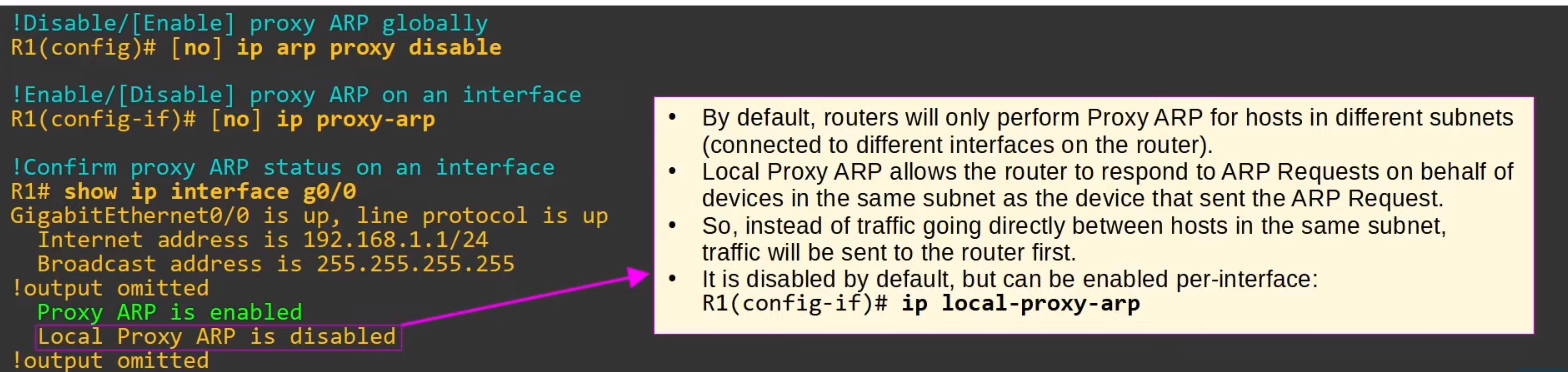 !Disable/[Enable] proxy ARP globally
R1(config)# [no] ip arp proxy disable
!Enable/[Disable] proxy ARP on an interface
R1(config-if)# [no] ip proxy-arp
!Confirm proxy ARP status on an interface
R1# show ip interface g0/0
GigabitEthernet0/0 is up, line protocol is up
Internet address is 192.168.1.1/24
Broadcast address is 255.255.255.255
!output omitted
Proxy ARP is enabled
Local Proxy ARP is disabled
!output omitted
• By default, routers will only perform Proxy ARP for hosts in different subnets
(connected to different interfaces on the router).
• Local Proxy ARP allows the router to respond to ARP Requests on behalf of
devices in the same subnet as the device that sent the ARP Request.
• So, instead of traffic going directly between hosts in the same subnet,
traffic will be sent to the router first.
• It is disabled by default, but can be enabled per-interface:
R1(config-if)# ip local-proxy-arp